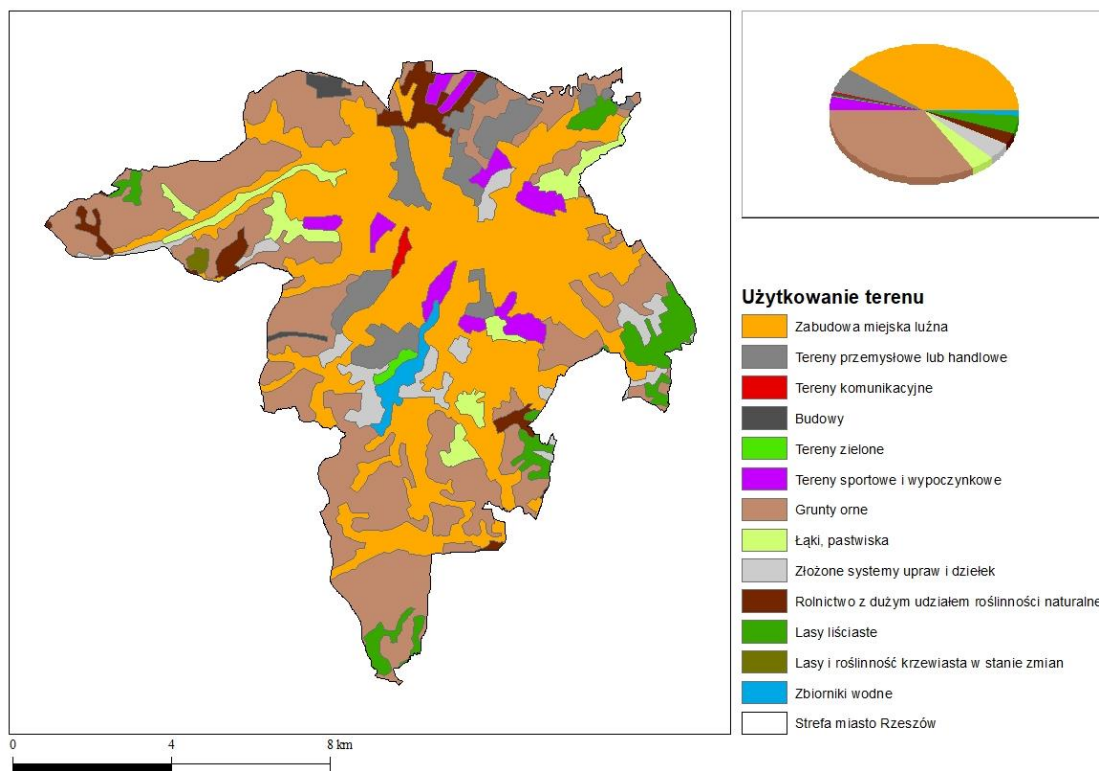 Użytkowanie terenu
Zabudowa miejska luźna
Tereny przemysłowe lub handlowe
Tereny komunikacyjne
Budowy
Tereny zielone
Tereny sportowe i wypoczynkowe
Grunty orne
Łąki, pastwiska
Złożone systemy upraw i dziełek
Rolnictwo z dużym udziałem roślinności naturalne
Lasy liściaste
Lasy i roślinność krzewiasta w stanie zmian
Zbiorniki wodne
Strefa miasto Rzeszów
0 4 8 km